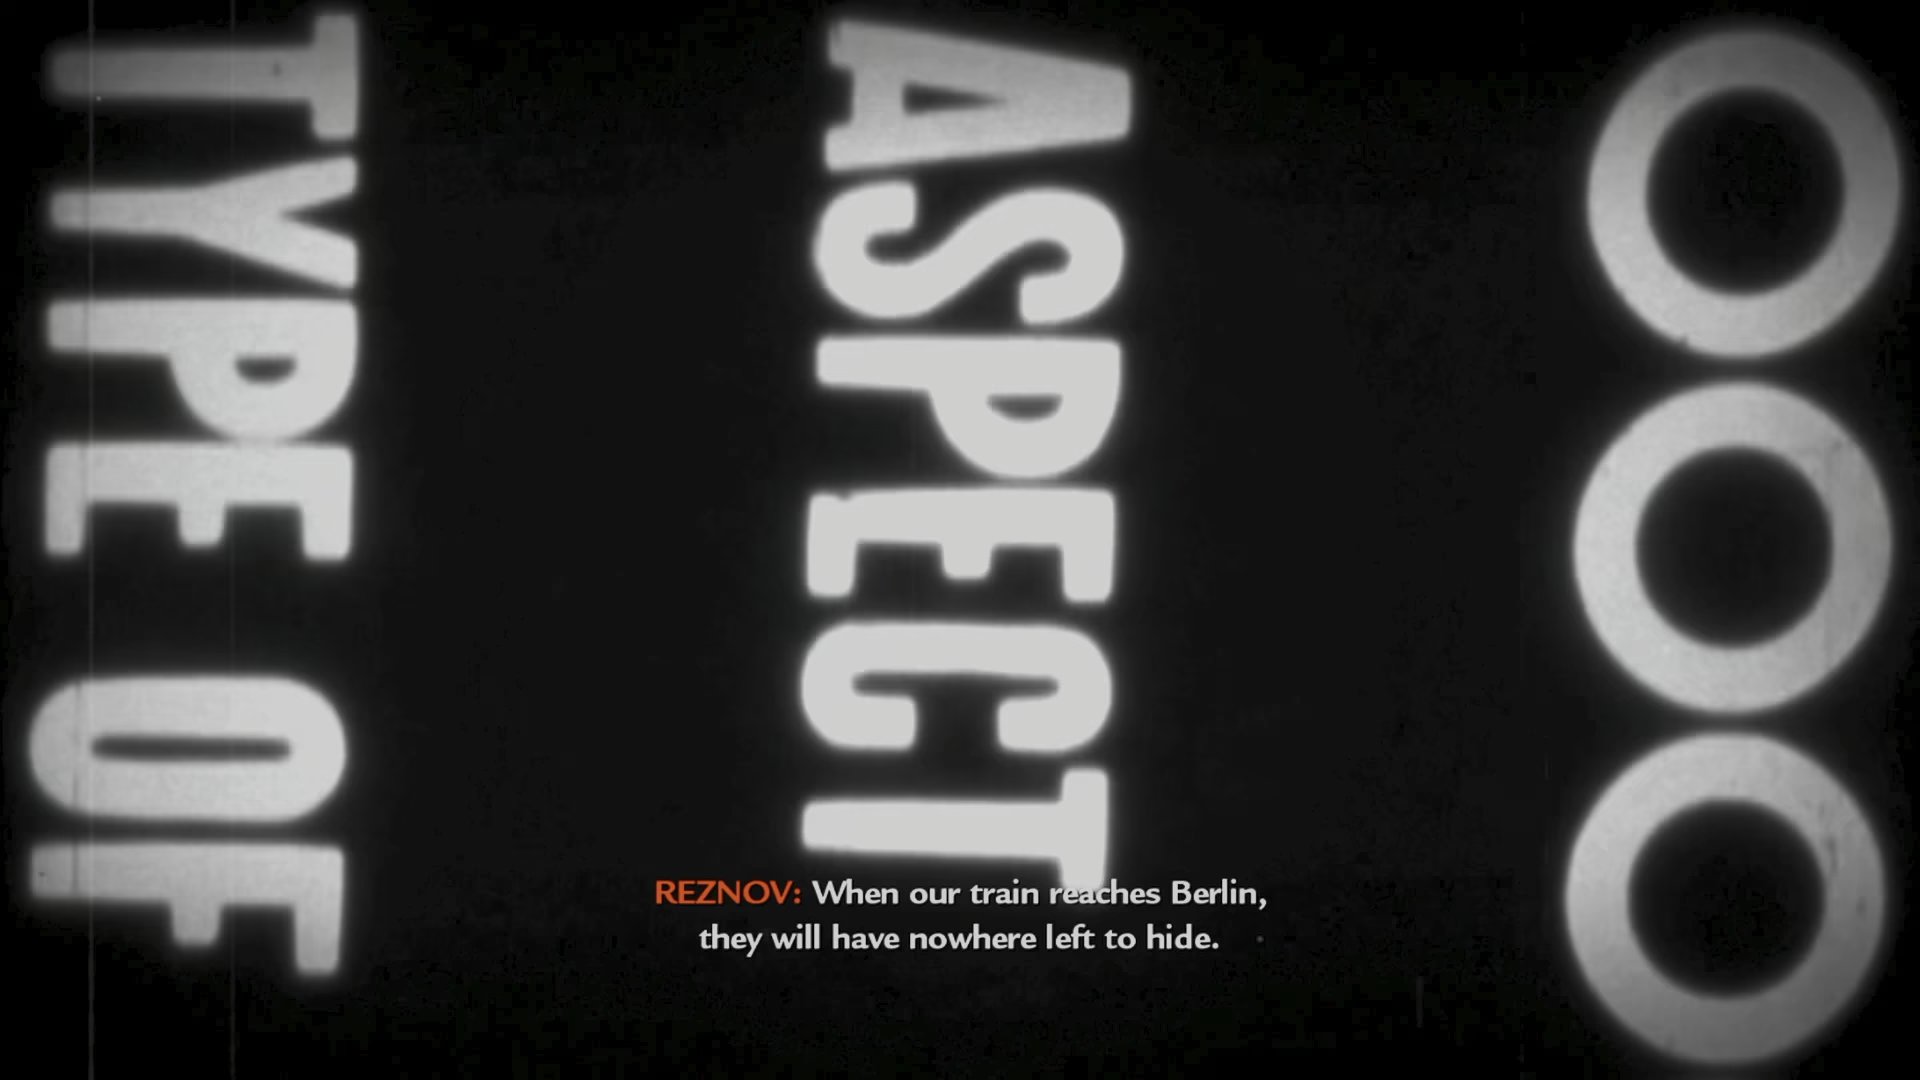 TYPE OF
ASPECT
OOO
REZNOV: When our train reaches Berlin,
they will have nowhere left to hide.